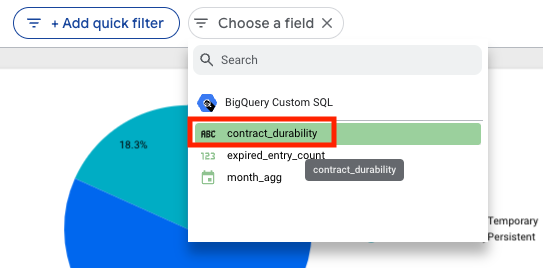 + Add quick filter
Choose a field
Search
BigQuery Custom SQL
ABC contract_durability
123 expired_entry_count
contract_durability
month_agg
18.3%
Temporary
Persistent